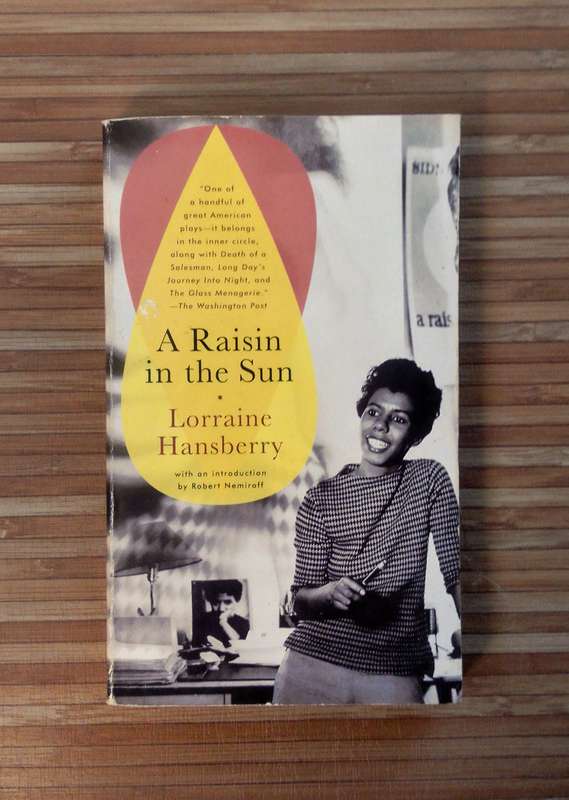 "One of
a handful of
great American
plays—it belongs
in the inner circle,
along with Death of a
Salesman, Long Day's
Journey Into Night, and
The Glass Menagerie."
—The Washington Post
A Raisin
in the Sun
•
Lorraine
Hansberry
with an introduction
by Robert Nemiroff
SID
a rais